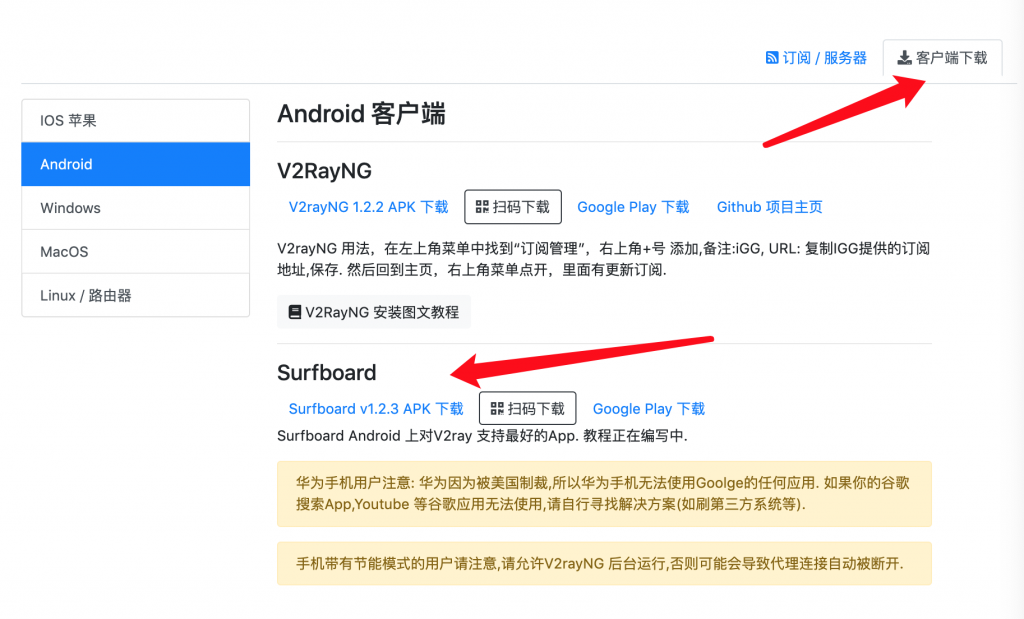 订阅 / 服务器
客户端下载
IOS 苹果
Android
Windows
MacOS
Linux / 路由器
Android 客户端
V2RayNG
V2rayNG 1.2.2 APK 下载 扫码下载 Google Play 下载 Github 项目主页
V2rayNG 用法，在左上角菜单中找到“订阅管理”，右上角+号 添加,备注:iGG, URL: 复制IGG提供的订阅
地址,保存. 然后回到主页，右上角菜单点开，里面有更新订阅.
V2RayNG 安装图文教程
Surfboard
Surfboard v1.2.3 APK 下载 扫码下载 Google Play 下载
Surfboard Android 上对V2ray 支持最好的App. 教程正在编写中.
华为手机用户注意: 华为因为被美国制裁,所以华为手机无法使用Goolge的任何应用. 如果你的谷歌
搜索App,Youtube 等谷歌应用无法使用,请自行寻找解决方案(如刷第三方系统等).
手机带有节能模式的用户请注意,请允许V2rayNG 后台运行,否则可能会导致代理连接自动被断开.